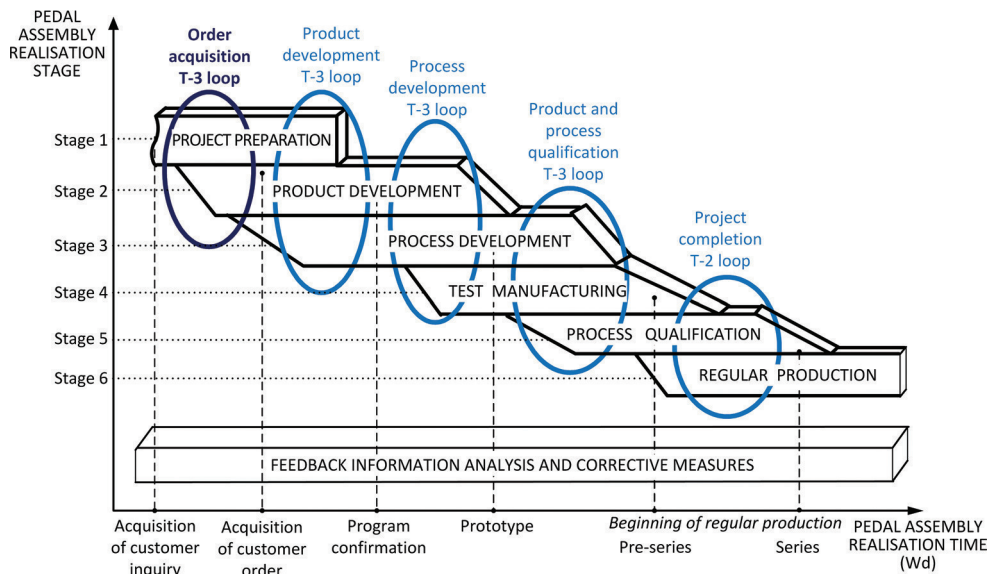 PEDAL
ASSEMBLY
REALISATION
STAGE
Order
acquisition
T-3 loop
Product
development
T-3 loop
Process
development
T-3 loop
Product and
process
qualification
T-3 loop
Project
completion
T-2 loop
Stage 1
PROJECT PREPARATION
Stage 2
PRODUCT DEVELOPMENT
Stage 3
PROCESS DEVELOPMENT
Stage 4
TEST MANUFACTURING
Stage 5
PROCESS QUALIFICATION
Stage 6
REGULAR PRODUCTION
FEEDBACK INFORMATION ANALYSIS AND CORRECTIVE MEASURES
Acquisition
of customer
inquiry
Acquisition
of customer
order
Program
confirmation
Prototype
Beginning of regular production
Pre-series
Series
PEDAL ASSEMBLY
REALISATION TIME
(Wd)